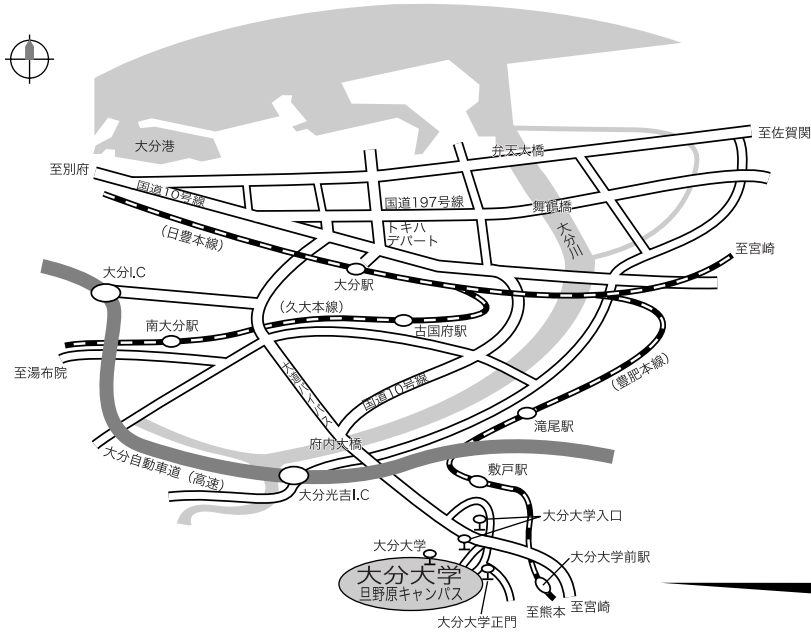 大分港
至別府
国道10号線
(日豊本線)
弁天大橋
至佐賀関
国道197号線
舞鶴橋
トキハ
デパート
大分川
至宮崎
大分I.C
大分駅
(久大本線)
南大分駅
古国府駅
至湯布院
大道バイパス
国道10号線
(豊肥本線)
滝尾駅
府内大橋
大分自動車道(高速)
敷戸駅
大分光吉I.C
大分大学入口
大分大学
大分大学
旦野原キャンパス
大分大学前駅
至熊本
至宮崎
大分大学正門